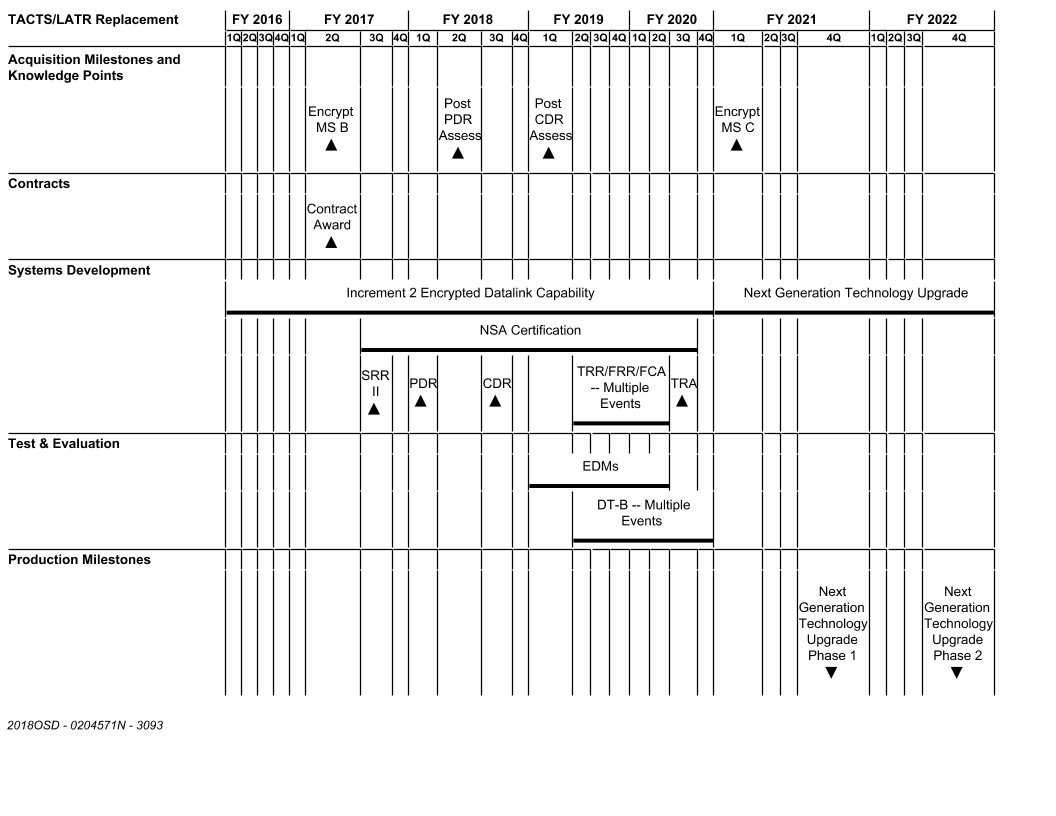 TACTS/LATR Replacement
FY 2016 FY 2017 FY 2018 FY 2019 FY 2020 FY 2021 FY 2022
1Q 2Q 3Q 4Q 1Q 2Q 3Q 4Q 1Q 2Q 3Q 4Q 1Q 2Q 3Q 4Q 1Q 2Q 3Q 4Q 1Q 2Q 3Q 4Q 1Q 2Q 3Q 4Q
Acquisition Milestones and
Knowledge Points
Encrypt
MS B
Post
PDR
Assess
Post
CDR
Assess
Encrypt
MS C
Contracts
Contract
Award
Systems Development
Increment 2 Encrypted Datalink Capability
Next Generation Technology Upgrade
NSA Certification
SRR
II
PDR
CDR
TRR/FRR/FCA
-- Multiple
Events
TRA
Test & Evaluation
EDMs
DT-B -- Multiple
Events
Production Milestones
Next
Generation
Technology
Upgrade
Phase 1
Next
Generation
Technology
Upgrade
Phase 2
2018OSD - 0204571N - 3093